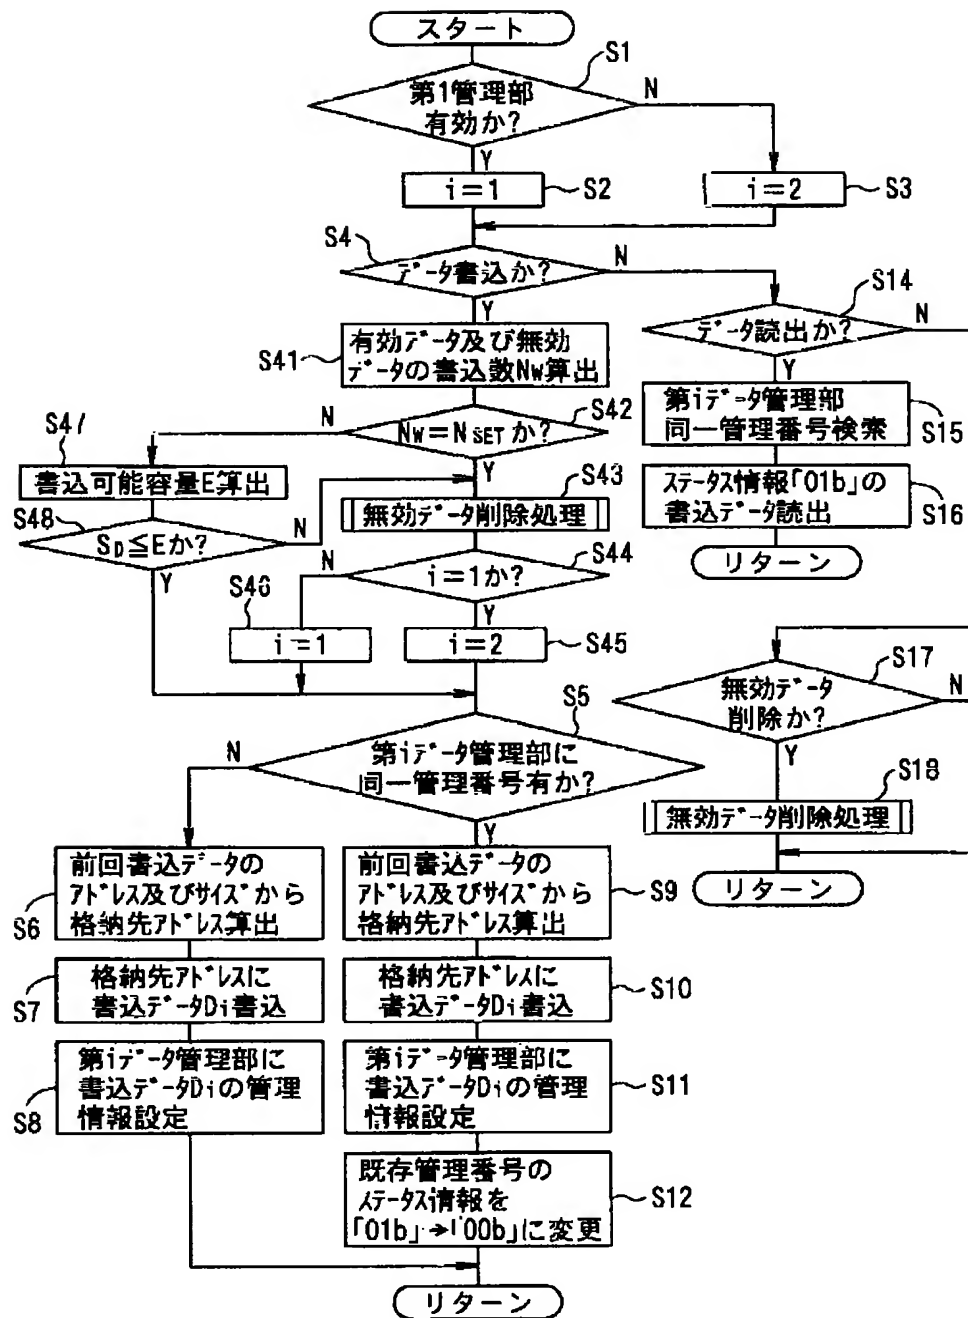 スタート
S1
第1管理部
有効か?
N
Y
i=1
S2
i=2
S3
S4
データ書込か?
N
Y
S14
データ読出か?
N
Y
S41
有効データ及び無効
データの書込数Nw算出
第iデータ管理部
同一管理番号検索
S15
S42
NW=NSETか?
N
Y
S47
書込可能容量E算出
S43
無効データ削除処理
ステータス情報「01b」の
書込データ読出
S16
S48
SD≦Eか?
N
Y
S44
i=1か?
N
Y
リターン
S46
i=1
i=2
S45
S17
無効データ
削除か?
N
Y
S5
第iデータ管理部に
同一管理番号有か?
N
Y
S18
無効データ削除処理
リターン
前回書込データの
アドレス及びサイズから
格納先アドレス算出
S6
前回書込データの
アドレス及びサイズから
格納先アドレス算出
S9
格納先アドレスに
書込データDi書込
S7
格納先アドレスに
書込データDi書込
S10
第iデータ管理部に
書込データDiの管理
情報設定
S8
第iデータ管理部に
書込データDiの管理
情報設定
S11
既存管理番号の
ステータス情報を
「01b」→「00b」に変更
S12
リターン